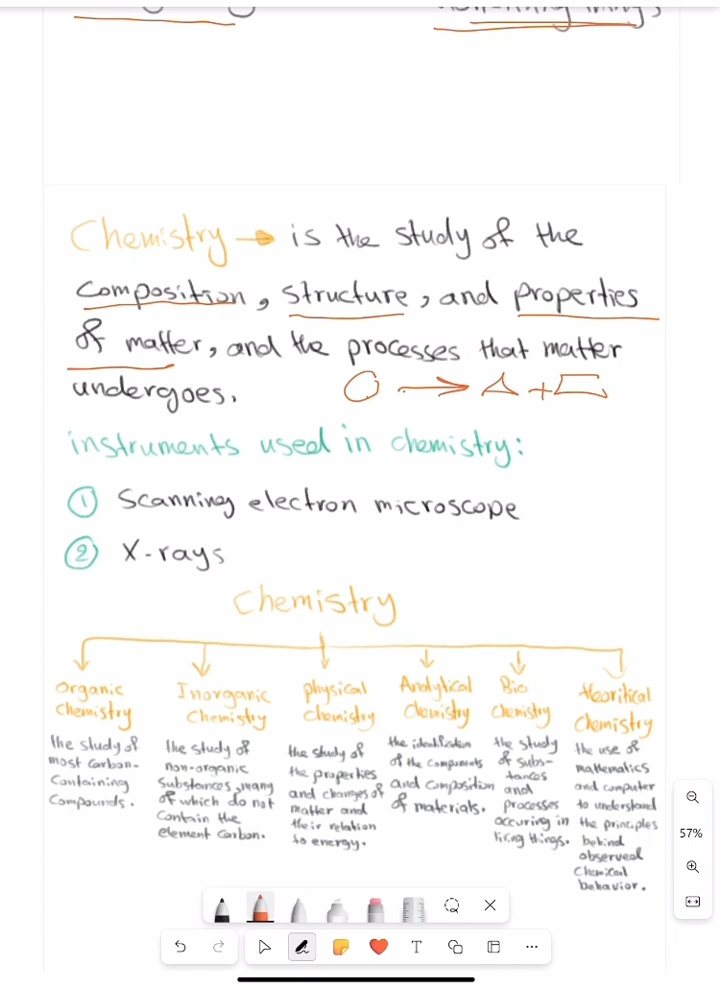 Chemistry → is the study of the
composition, structure, and properties
of matter, and the processes that matter
undergoes.
instruments used in chemistry:
① Scanning electron microscope
② X-rays
Chemistry
Organic
Chemistry
the study of
most carbon-
Containing
Compounds.
Inorganic
Chemistry
the study of
non-organic
Substances, many
of which do not
Contain the
element Carbon.
physical
chemistry
the study of
the properties
and changes of
matter and
their relation
to energy.
Analytical
Chemistry
the identification
of the components
and composition
of materials.
Bio
Chemistry
the study
of subs-
tances
and
processes
occuring in
living things.
theoritical
Chemistry
the use of
mathematics
and computer
to understand
the principles
behind
observed
Chemical
behavior.
57%
T